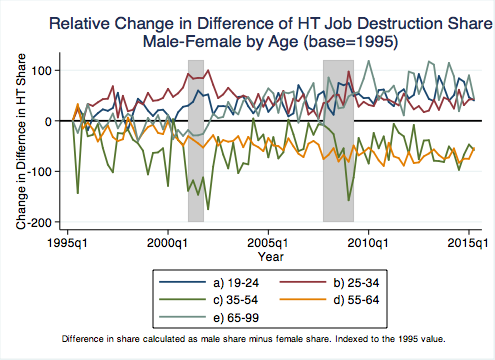 Relative Change in Difference of HT Job Destruction Share
Male-Female by Age (base=1995)
Change in Differnce in HT Share
100
0
-100
-200
1995q1 2000q1 2005q1 2010q1 2015q1
Year
a) 19-24 b) 25-34
c) 35-54 d) 55-64
e) 65-99
Difference in share calculated as male share minus female share. Indexed to the 1995 value.